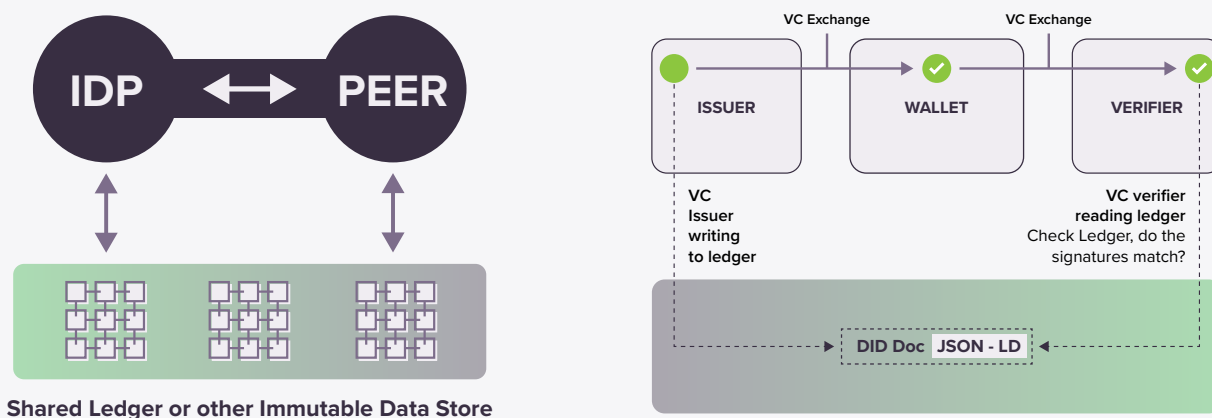 IDP
PEER
Shared Ledger or other Immutable Data Store
VC Exchange
VC Exchange
ISSUER
WALLET
VERIFIER
VC
Issuer
writing
to ledger
VC verifier
reading ledger
Check Ledger, do the
signatures match?
DID Doc JSON - LD